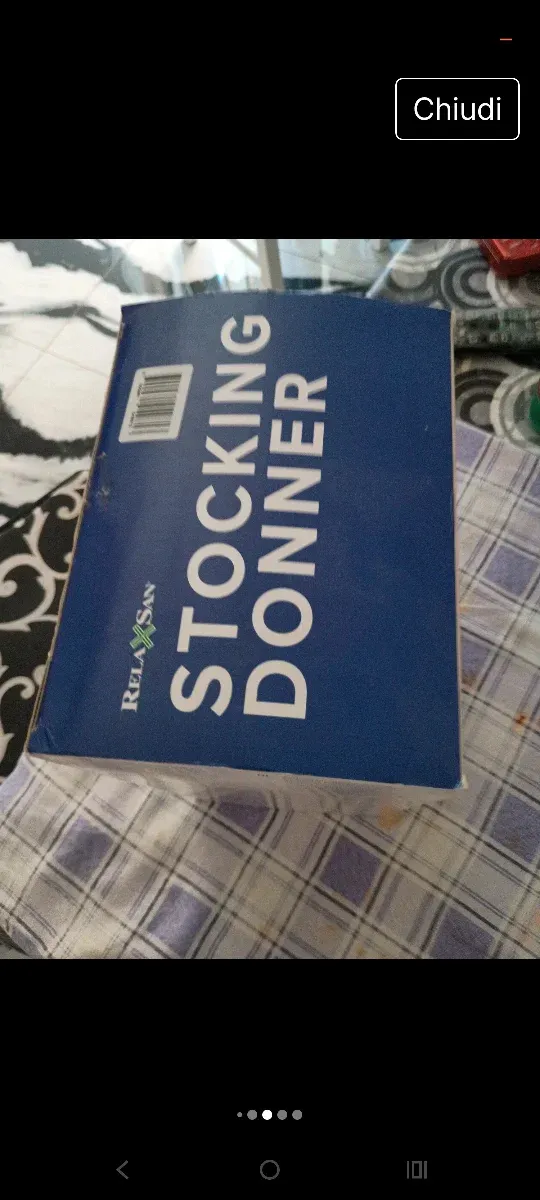 Chiudi
STOCKING
DONNER
RELAXSAN